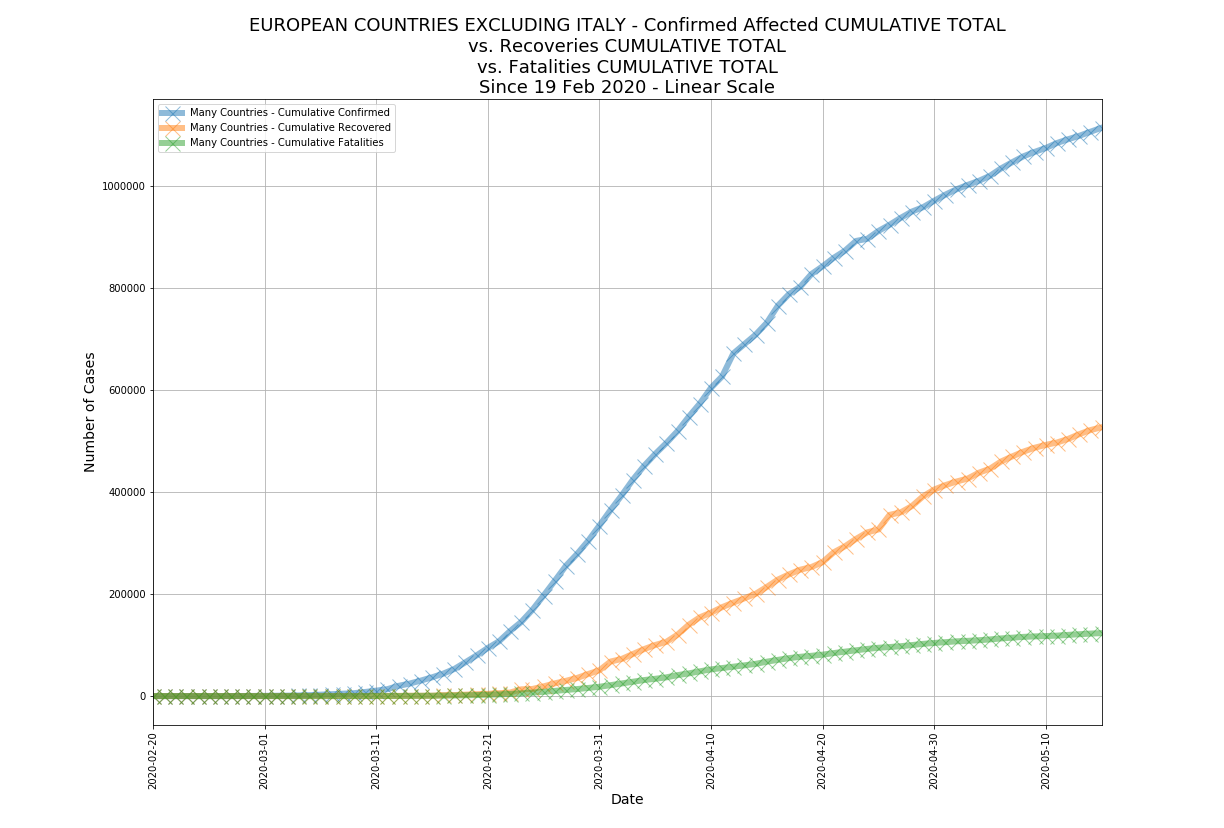 EUROPEAN COUNTRIES EXCLUDING ITALY - Confirmed Affected CUMULATIVE TOTAL
vs. Recoveries CUMULATIVE TOTAL
vs. Fatalities CUMULATIVE TOTAL
Since 19 Feb 2020 - Linear Scale
Many Countries - Cumulative Confirmed
Many Countries - Cumulative Recovered
Many Countries - Cumulative Fatalities
Number of Cases
1000000
800000
600000
400000
200000
0
2020-02-20
2020-03-01
2020-03-11
2020-03-21
2020-03-31
2020-04-10
2020-04-20
2020-04-30
2020-05-10
Date